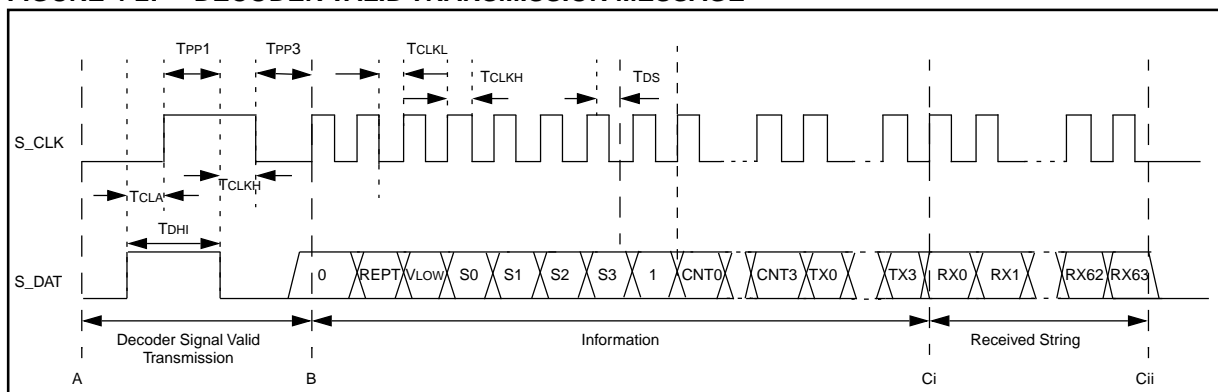 FIGURE 4-2: DECODER VALID TRANSMISSION MESSAGE
TPP1 TPP3 TCLKL
TCLKH TDS
S_CLK
TCLKH
TCLA
TDHI
S_DAT
0 REPT VLOW S0 S1 S2 S3 1 CNT0 CNT3 TX0 TX3 RX0 RX1 RX62 RX63
Decoder Signal Valid
Transmission
Information
Received String
A B Ci Cii